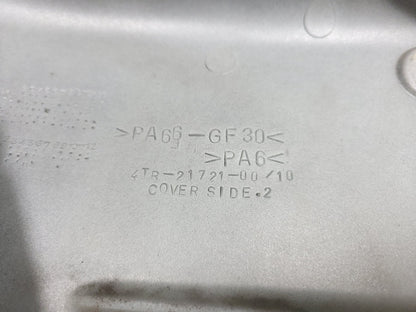 >PA66-GF30<
>PA6<
4TR-21721-00/10
COVER SIDE.2